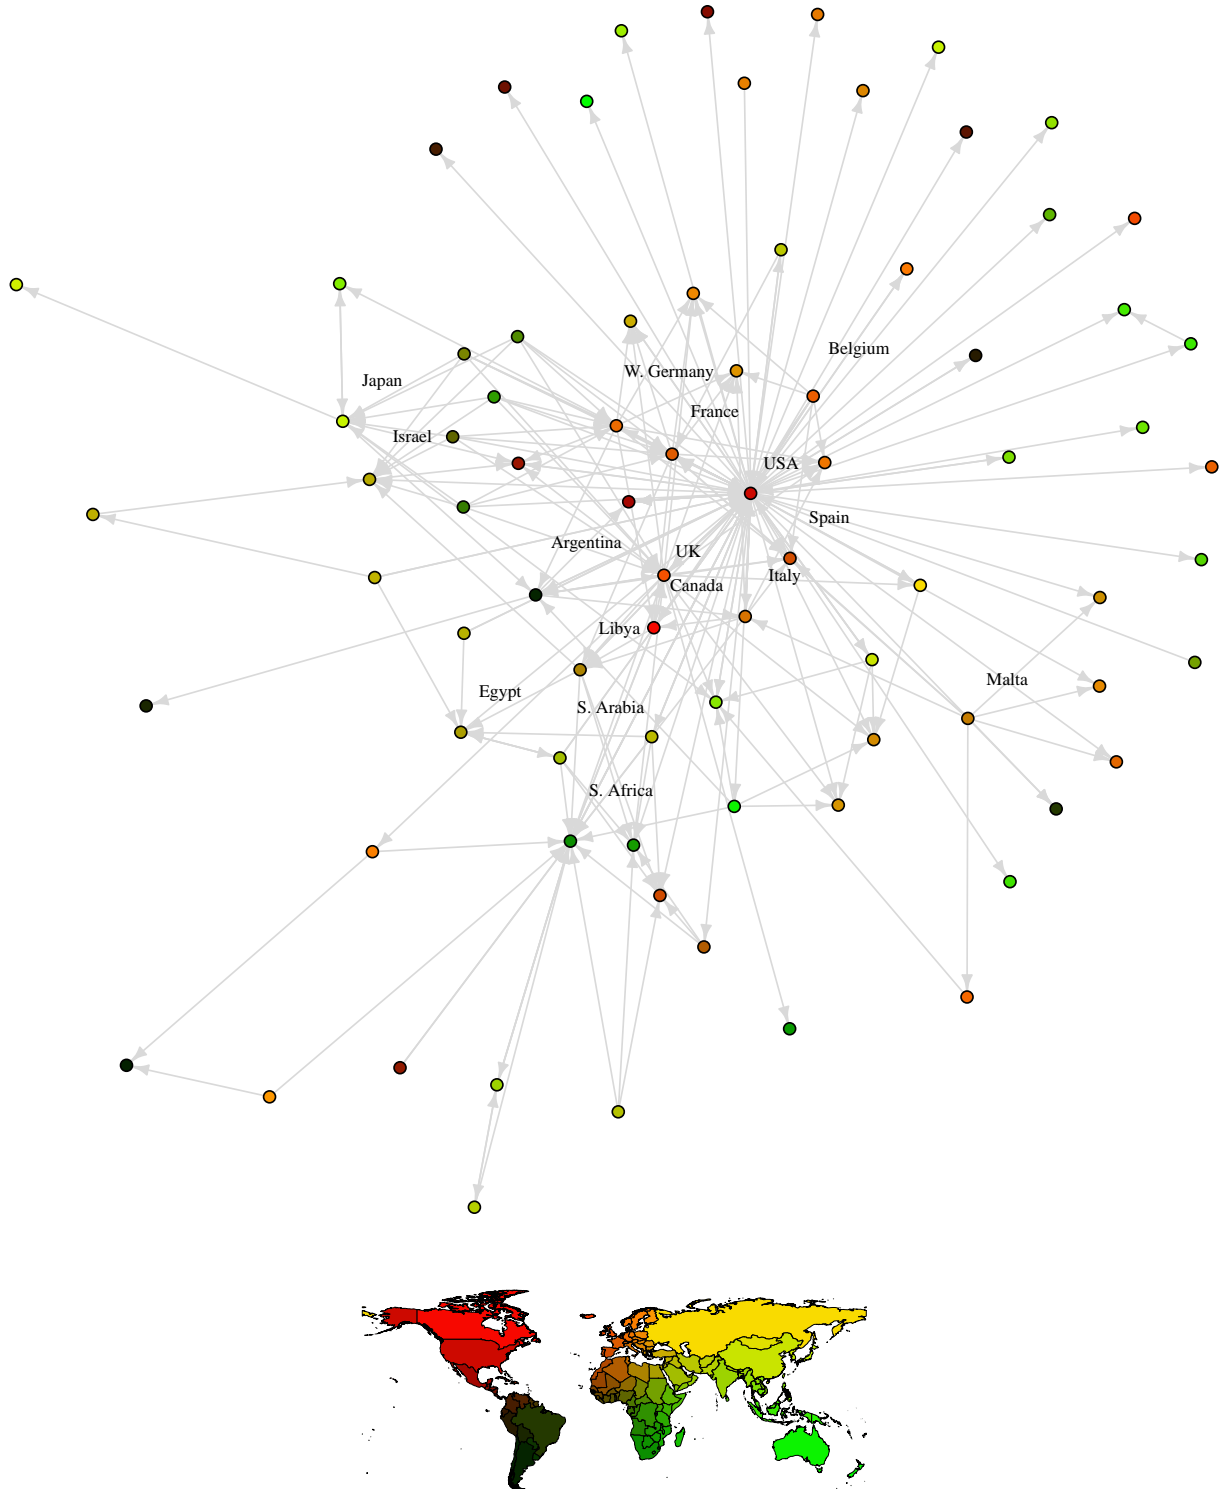 Belgium
W. Germany
Japan
France
Israel
USA
Spain
Argentina
UK
Italy
Canada
Libya
Malta
Egypt
S. Arabia
S. Africa